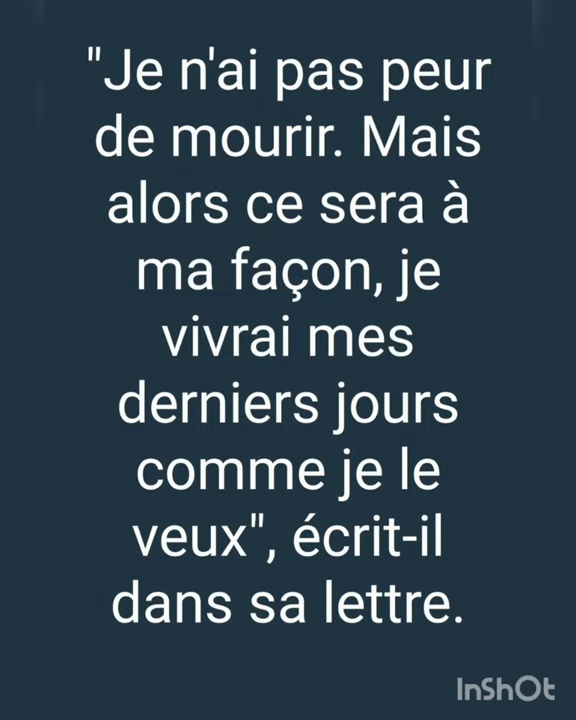 "Je n'ai pas peur
de mourir. Mais
alors ce sera à
ma façon, je
vivrai mes
derniers jours
comme je le
veux", écrit-il
dans sa lettre.
InShOt